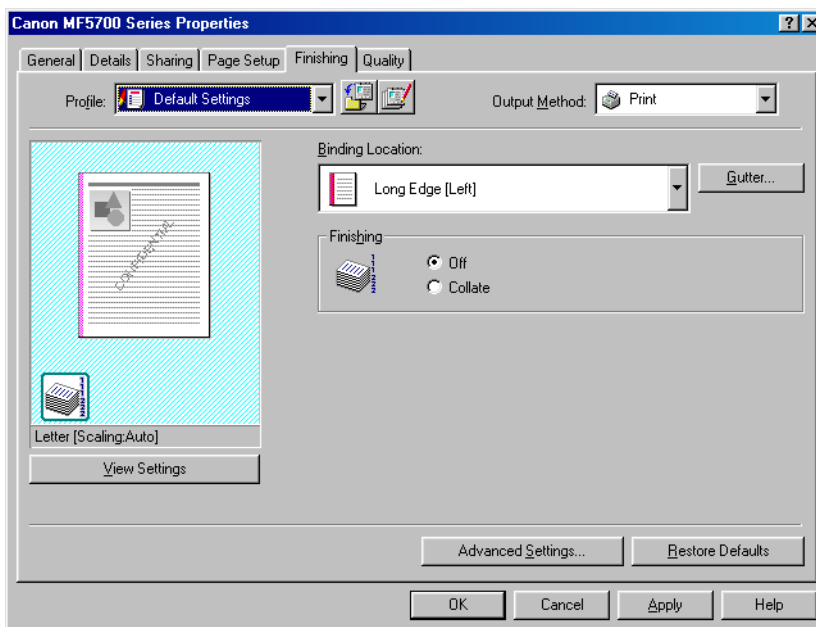 Canon MF5700 Series Properties
General Details Sharing Page Setup Finishing Quality
Profile: Default Settings Output Method: Print
Binding Location:
Long Edge [Left] Gutter...
Finishing
Off
Collate
CONFIDENTIAL
Letter [Scaling:Auto]
View Settings
Advanced Settings... Restore Defaults
OK Cancel Apply Help